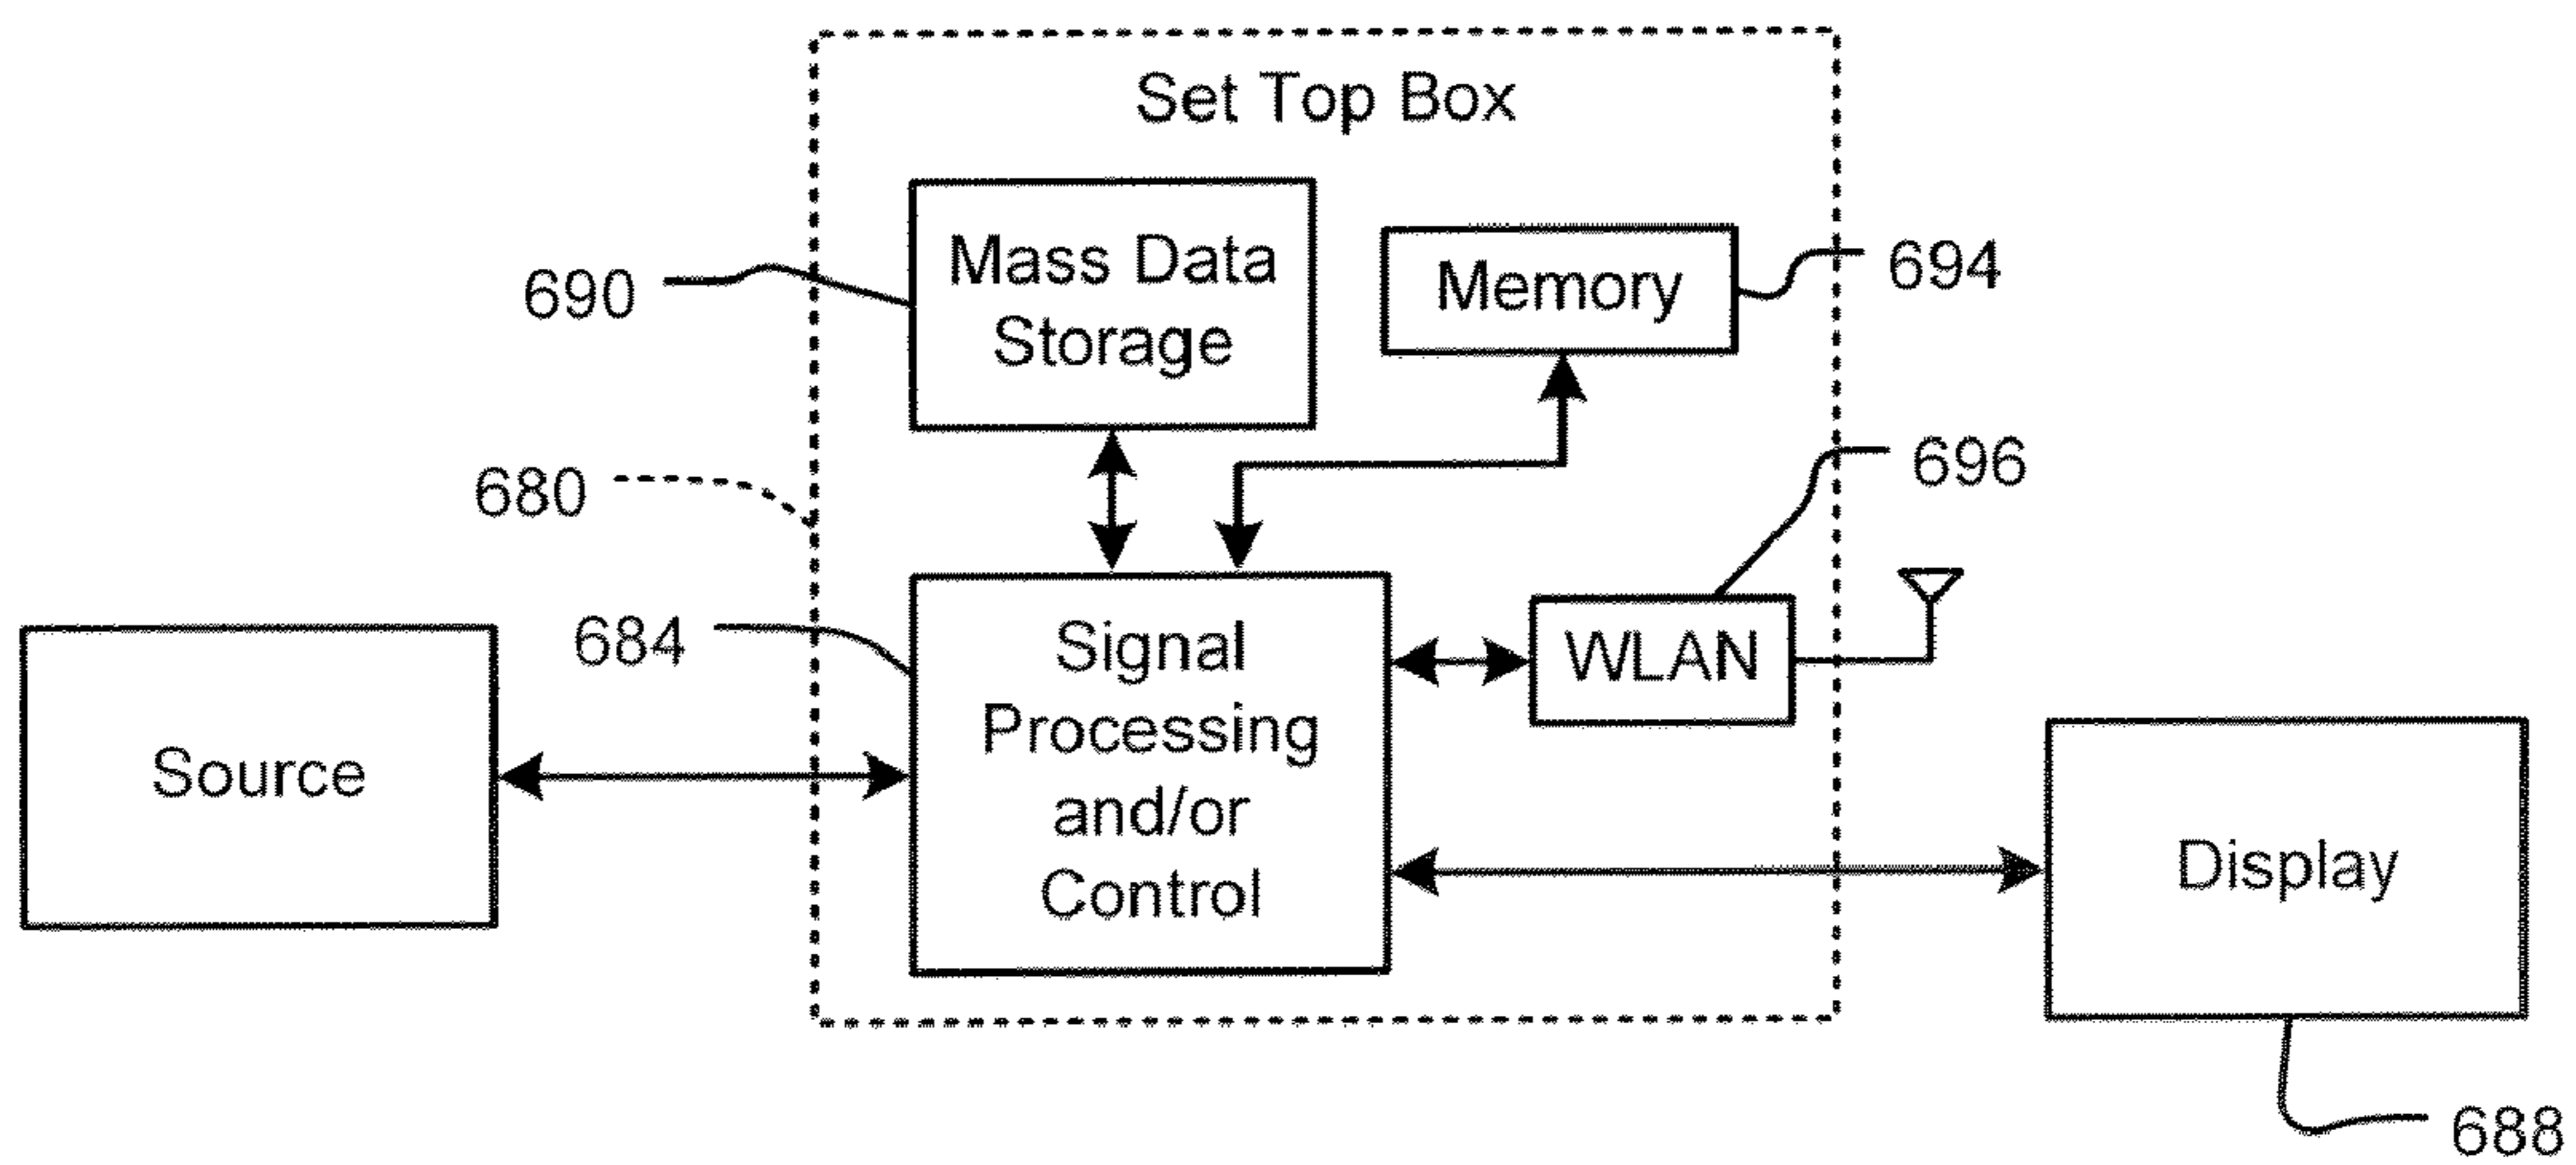 Set Top Box
Mass Data
Storage
690
Memory
694
680
696
684
Signal
Processing
and/or
Control
WLAN
Source
Display
688